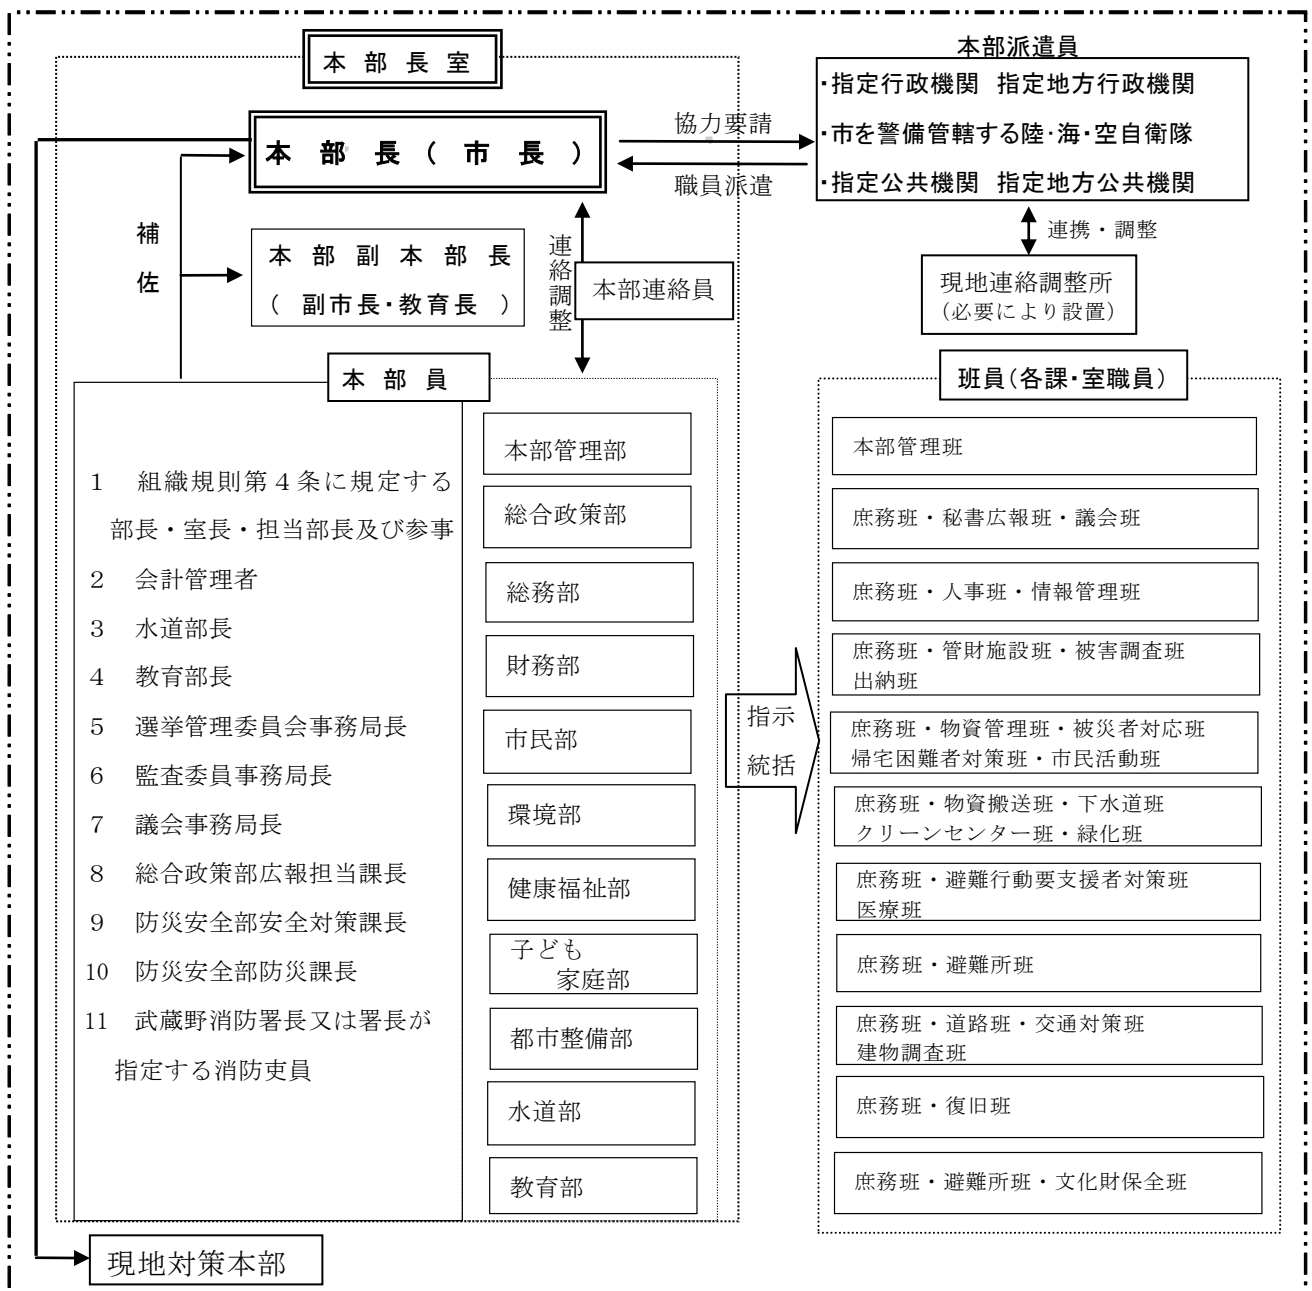 本部長室
本部派遣員
・指定行政機関 指定地方行政機関
・市を警備管轄する陸・海・空自衛隊
・指定公共機関 指定地方公共機関
本部長(市長)
協力要請
職員派遣
補佐
本部副本部長
(副市長・教育長)
連絡調整
本部連絡員
連携・調整
現地連絡調整所
(必要により設置)
本部員
1 組織規則第4条に規定する
部長・室長・担当部長及び参事
2 会計管理者
3 水道部長
4 教育部長
5 選挙管理委員会事務局長
6 監査委員事務局長
7 議会事務局長
8 総合政策部広報担当課長
9 防災安全部安全対策課長
10 防災安全部防災課長
11 武蔵野消防署長又は署長が
指定する消防吏員
本部管理部
総合政策部
総務部
財務部
市民部
環境部
健康福祉部
子ども
家庭部
都市整備部
水道部
教育部
指示
統括
班員(各課・室職員)
本部管理班
庶務班・秘書広報班・議会班
庶務班・人事班・情報管理班
庶務班・管財施設班・被害調査班
出納班
庶務班・物資管理班・被災者対応班
帰宅困難者対策班・市民活動班
庶務班・物資搬送班・下水道班
クリーンセンター班・緑化班
庶務班・避難行動要支援者対策班
医療班
庶務班・避難所班
庶務班・道路班・交通対策班
建物調査班
庶務班・復旧班
庶務班・避難所班・文化財保全班
現地対策本部